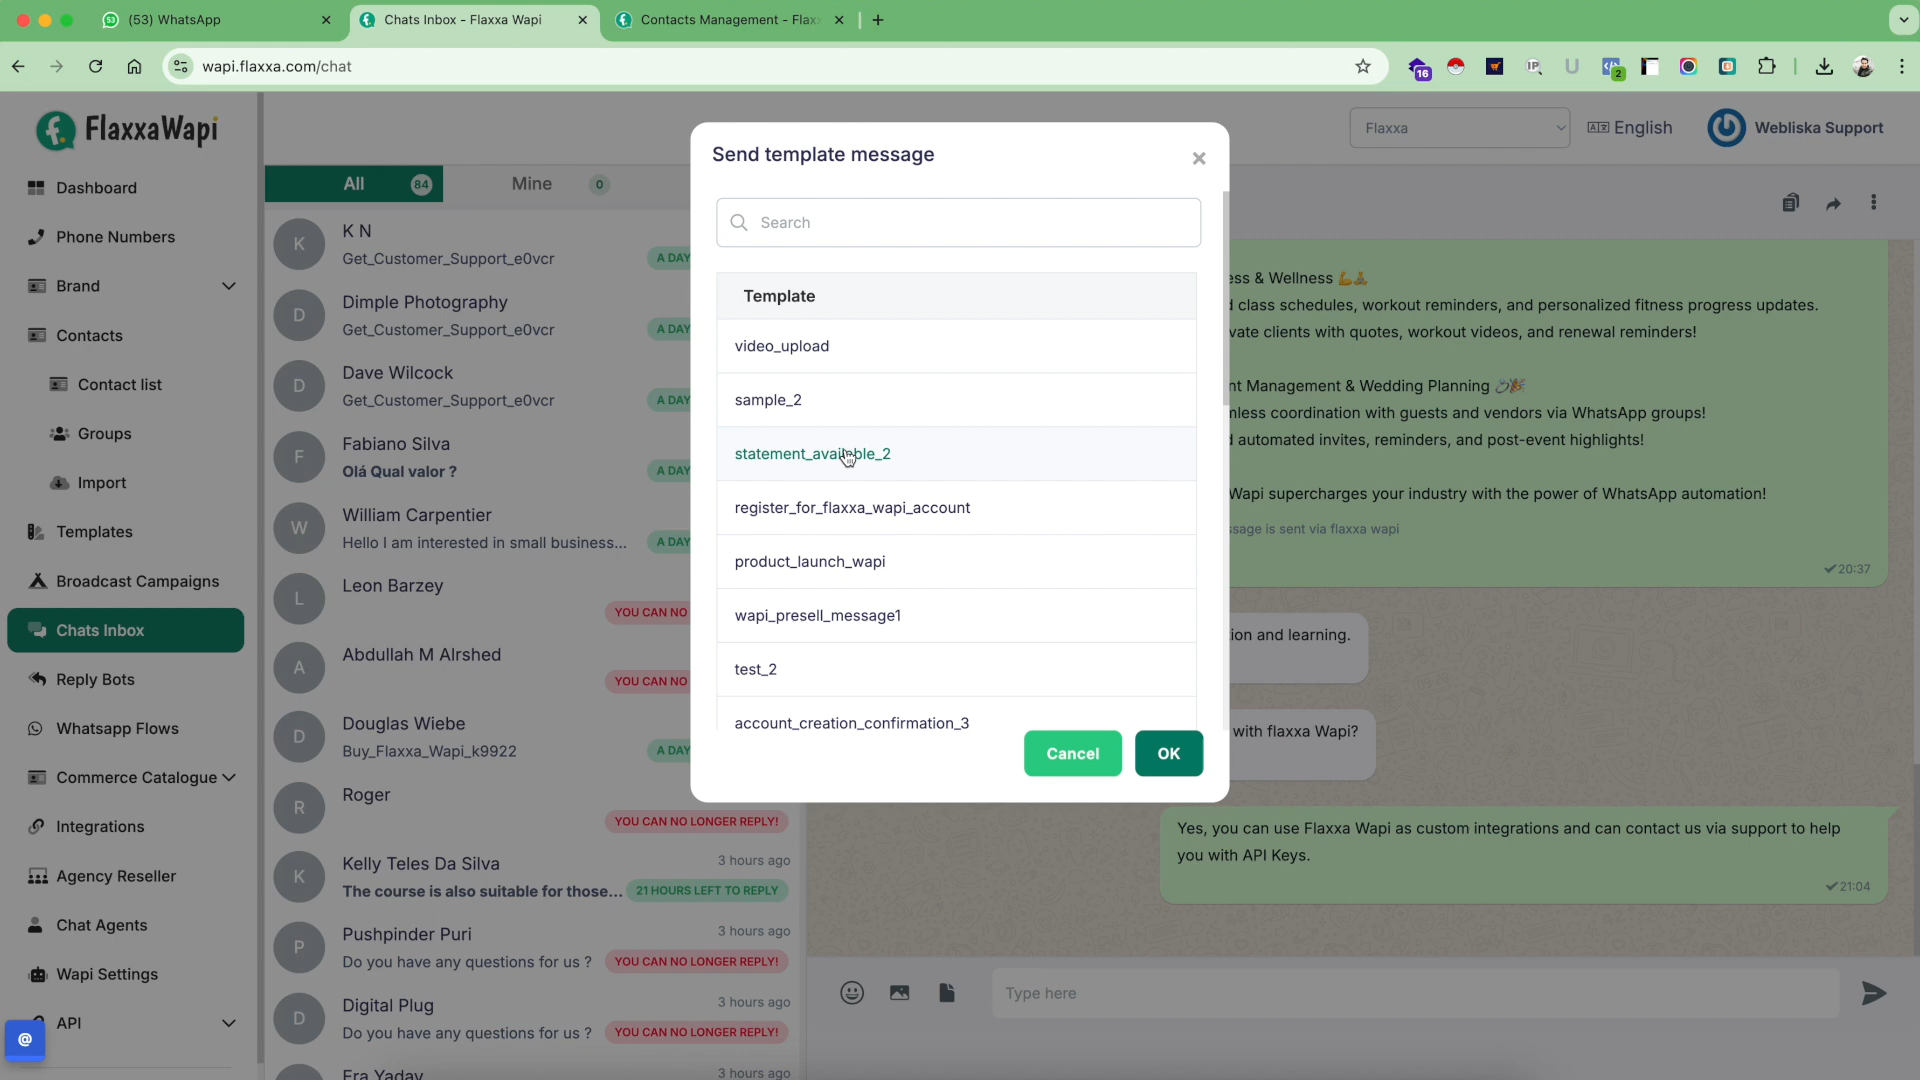 (53) WhatsApp
Chats Inbox - Flaxxa Wapi
Contacts Management - Flax
wapi.flaxxa.com/chat
16
IP
U
2
FlaxxaWapi
Flaxxa
English
Webliska Support
Dashboard
Phone Numbers
Brand
Contacts
Contact list
Groups
Import
Templates
Broadcast Campaigns
Chats Inbox
Reply Bots
Whatsapp Flows
Commerce Catalogue
Integrations
Agency Reseller
Chat Agents
Wapi Settings
API
@
All 84
Mine 0
K
K N
Get_Customer_Support_e0vcr
A DAY
D
Dimple Photography
Get_Customer_Support_e0vcr
A DAY
D
Dave Wilcock
Get_Customer_Support_e0vcr
A DAY
F
Fabiano Silva
Olá Qual valor ?
A DAY
W
William Carpentier
Hello I am interested in small business...
A DAY
L
Leon Barzey
YOU CAN NO
A
Abdullah M Alrshed
YOU CAN NO
D
Douglas Wiebe
Buy_Flaxxa_Wapi_k9922
A DAY
R
Roger
YOU CAN NO LONGER REPLY!
K
Kelly Teles Da Silva
3 hours ago
The course is also suitable for those...
21 HOURS LEFT TO REPLY
P
Pushpinder Puri
3 hours ago
Do you have any questions for us ?
YOU CAN NO LONGER REPLY!
D
Digital Plug
3 hours ago
Do you have any questions for us ?
YOU CAN NO LONGER REPLY!
Era Yadav
3 hours ago
Send template message
Search
Template
video_upload
sample_2
statement_available_2
register_for_flaxxa_wapi_account
product_launch_wapi
wapi_presell_message1
test_2
account_creation_confirmation_3
Cancel
OK
ess & Wellness 💪🧘
class schedules, workout reminders, and personalized fitness progress updates.
vate clients with quotes, workout videos, and renewal reminders!
nt Management & Wedding Planning 💍🎉
mless coordination with guests and vendors via WhatsApp groups!
automated invites, reminders, and post-event highlights!
Wapi supercharges your industry with the power of WhatsApp automation!
sage is sent via flaxxa wapi
20:37
ion and learning.
with flaxxa Wapi?
Yes, you can use Flaxxa Wapi as custom integrations and can contact us via support to help
you with API Keys.
21:04
Type here